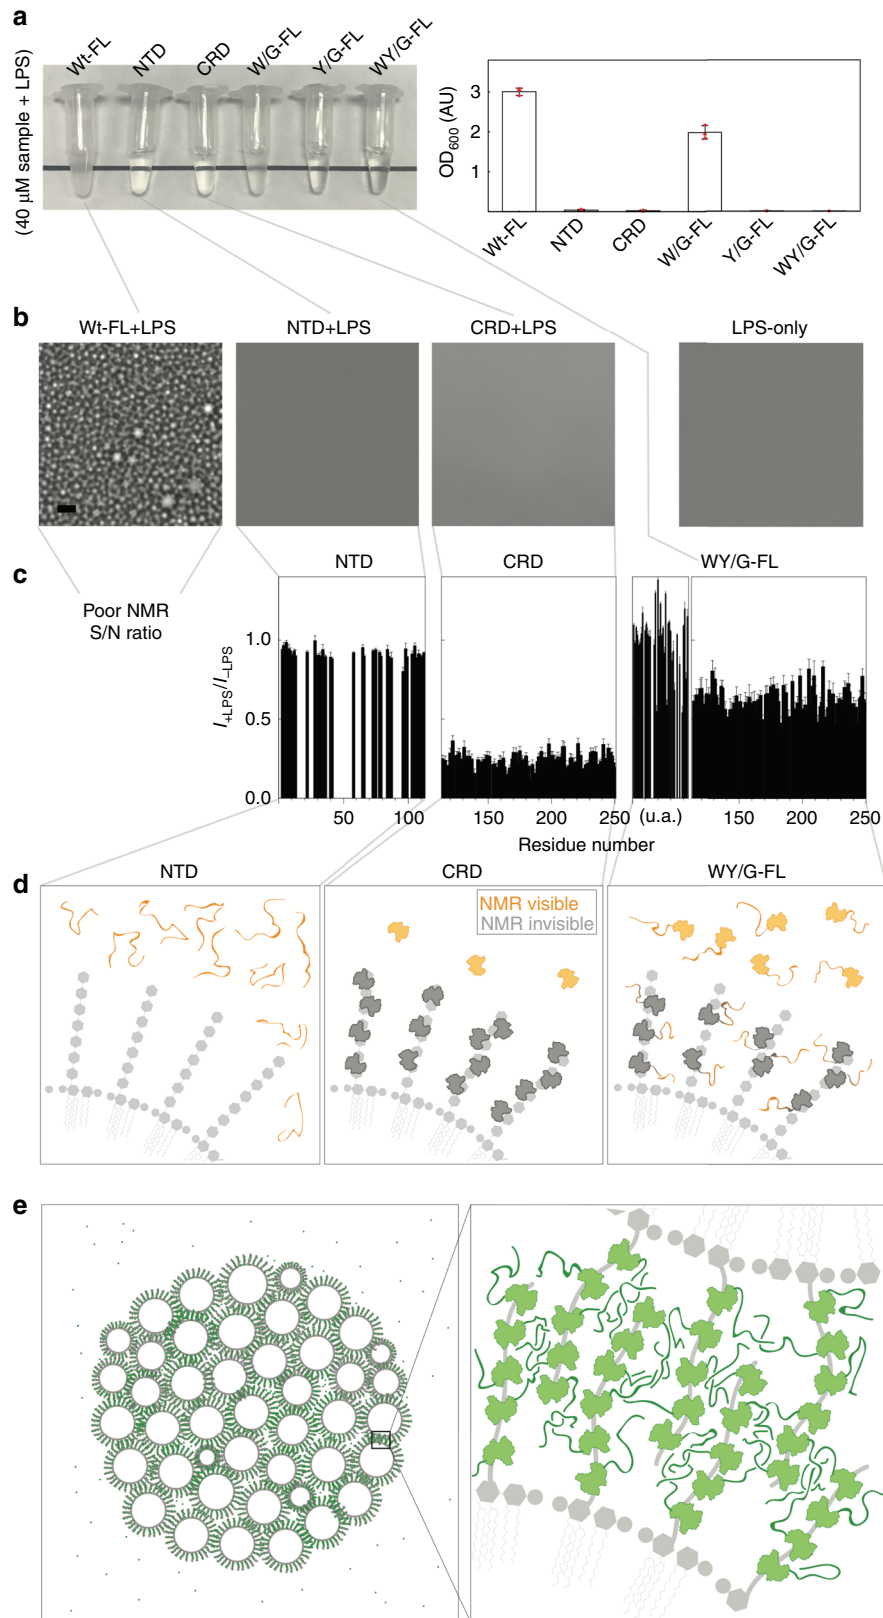 a
Wt-FL
NTD
CRD
W/G-FL
Y/G-FL
WY/G-FL
(40 µM sample + LPS)
OD600 (AU)
3
2
1
Wt-FL
NTD
CRD
W/G-FL
Y/G-FL
WY/G-FL
b
Wt-FL+LPS
NTD+LPS
CRD+LPS
LPS-only
c
Poor NMR
S/N ratio
NTD
CRD
WY/G-FL
I+LPS/I–LPS
1.0
0.5
0.0
50
100
150
200
250
(u.a.)
150
200
250
Residue number
d
NTD
CRD
WY/G-FL
NMR visible
NMR invisible
e